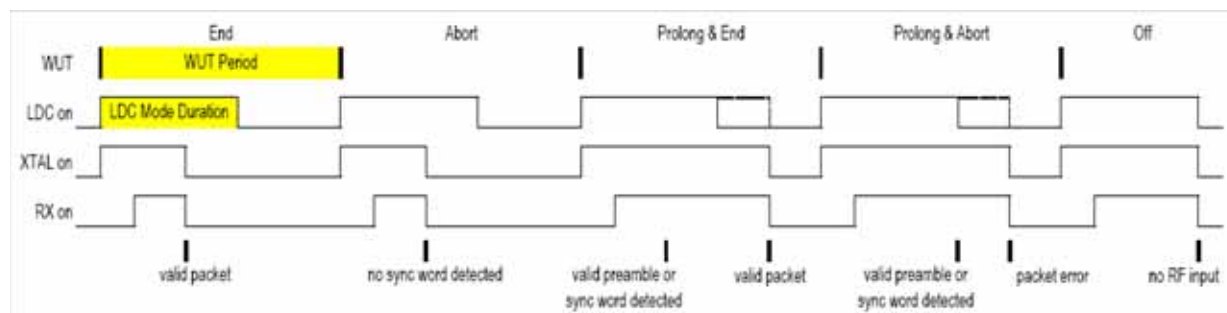 End Abort Prolong & End Prolong & Abort Off
WUT WUT Period
LDC on LDC Mode Duration
XTAL on
RX on
valid packet no sync word detected valid preamble or valid packet valid preamble or packet error no RF input
sync word detected sync word detected